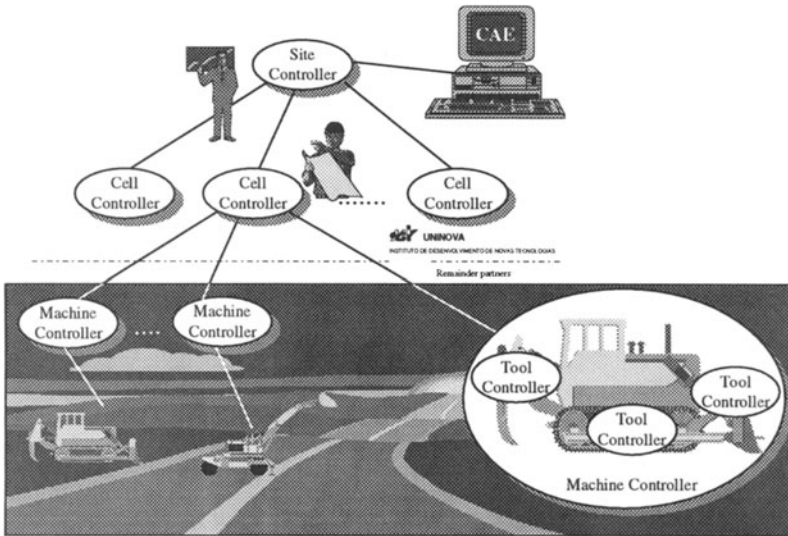 CAE
Site
Controller
Cell
Controller
Cell
Controller
Cell
Controller
UNINOVA
INSTITUTO DE DESENVOLVIMENTO DE NOVAS TECNOLOGIAS
Remainder partners
Machine
Controller
Machine
Controller
Tool
Controller
Tool
Controller
Tool
Controller
Machine Controller